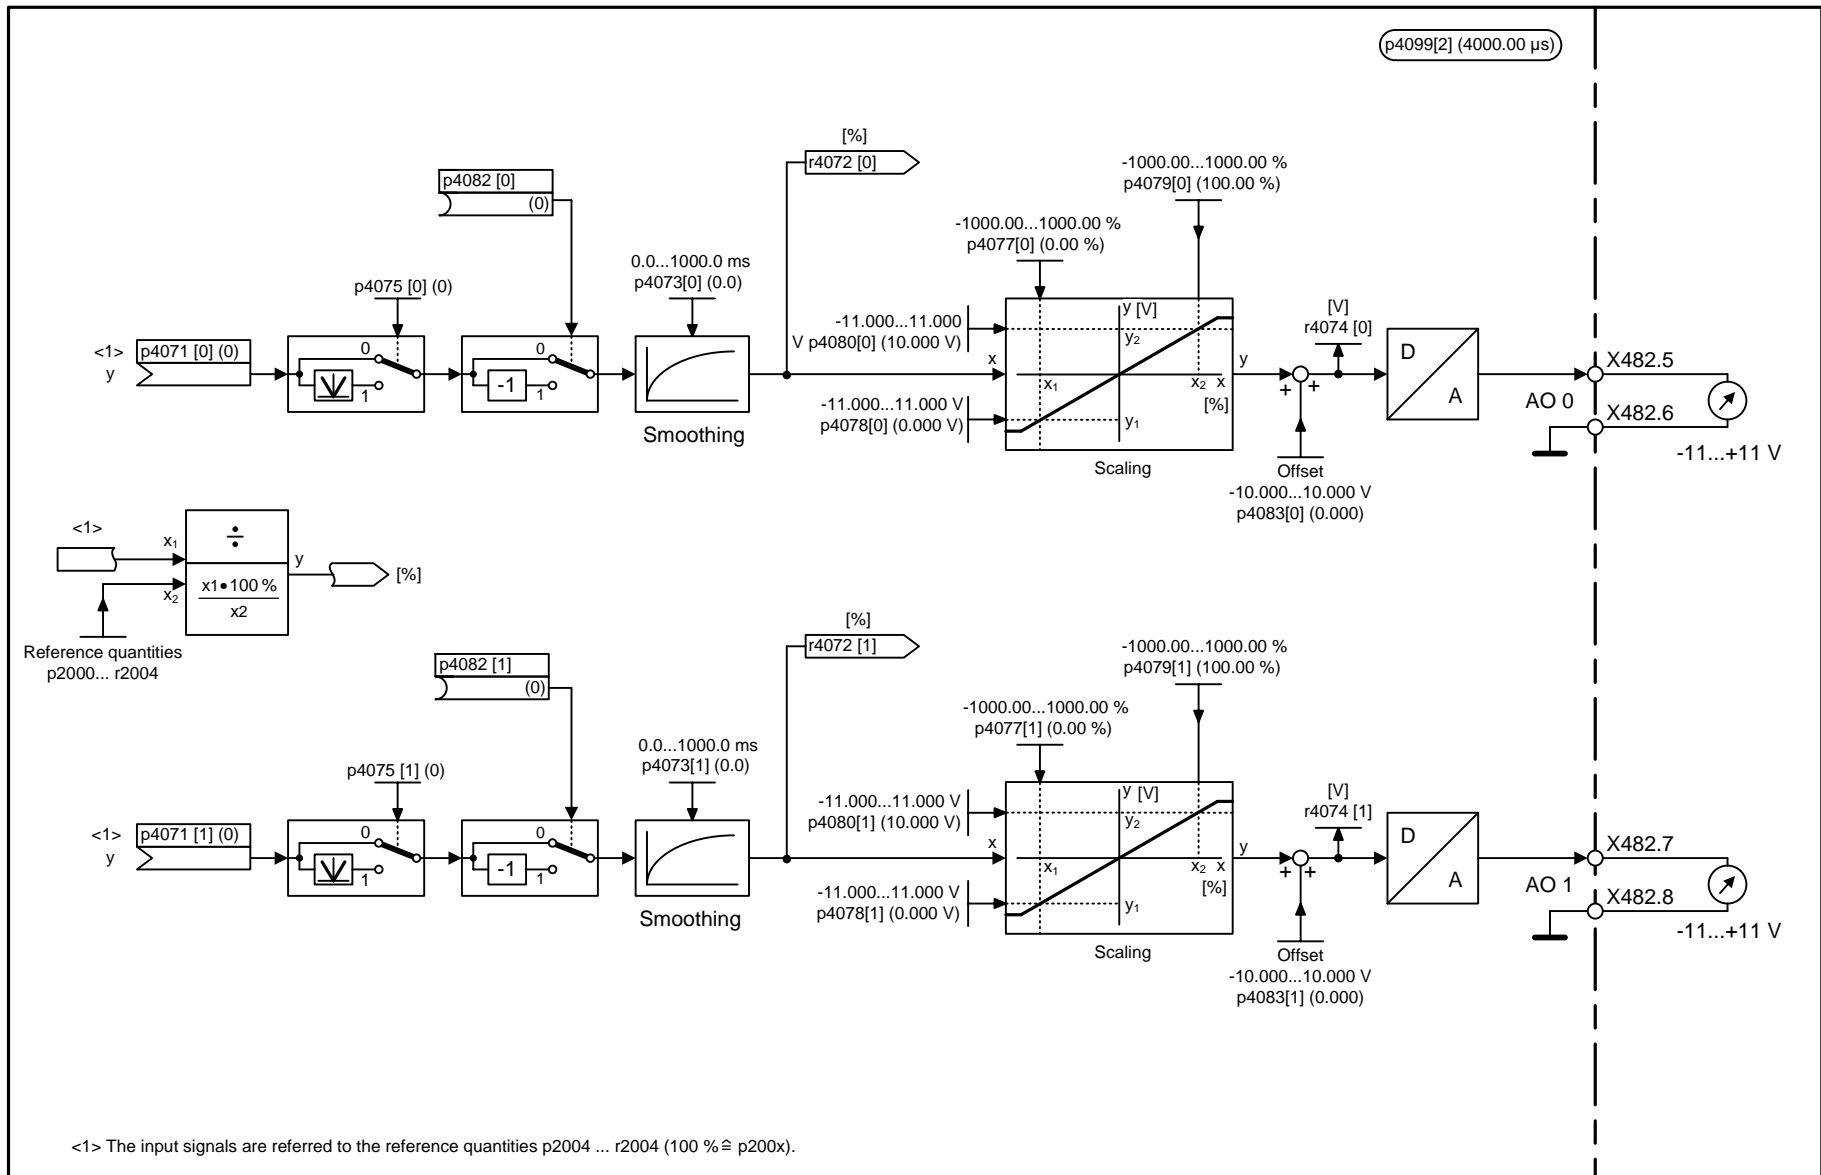 p4099[2] (4000.00 µs)
[%]
r4072 [0]
-1000.00...1000.00 %
p4079[0] (100.00 %)
p4082 [0]
(0)
-1000.00...1000.00 %
p4077[0] (0.00 %)
0.0...1000.0 ms
p4073[0] (0.0)
p4075 [0] (0)
-11.000...11.000
V p4080[0] (10.000 V)
y [V]
y2
[V]
r4074 [0]
<1>
y
p4071 [0] (0)
0
1
0
-1
1
x
x1
x2
x
[%]
y
D
A
X482.5
AO 0
X482.6
-11...+11 V
-11.000...11.000 V
p4078[0] (0.000 V)
y1
+
+
Smoothing
Scaling
Offset
-10.000...10.000 V
p4083[0] (0.000)
<1>
x1
÷
y
[%]
x2
x1•100 %
x2
Reference quantities
p2000... r2004
[%]
r4072 [1]
-1000.00...1000.00 %
p4079[1] (100.00 %)
p4082 [1]
(0)
-1000.00...1000.00 %
p4077[1] (0.00 %)
0.0...1000.0 ms
p4073[1] (0.0)
p4075 [1] (0)
-11.000...11.000 V
p4080[1] (10.000 V)
y [V]
y2
[V]
r4074 [1]
<1>
y
p4071 [1] (0)
0
1
0
-1
1
x
x1
x2
x
[%]
y
D
A
X482.7
AO 1
X482.8
-11...+11 V
-11.000...11.000 V
p4078[1] (0.000 V)
y1
+
+
Smoothing
Scaling
Offset
-10.000...10.000 V
p4083[1] (0.000)
<1> The input signals are referred to the reference quantities p2004 ... r2004 (100 % ≙ p200x).